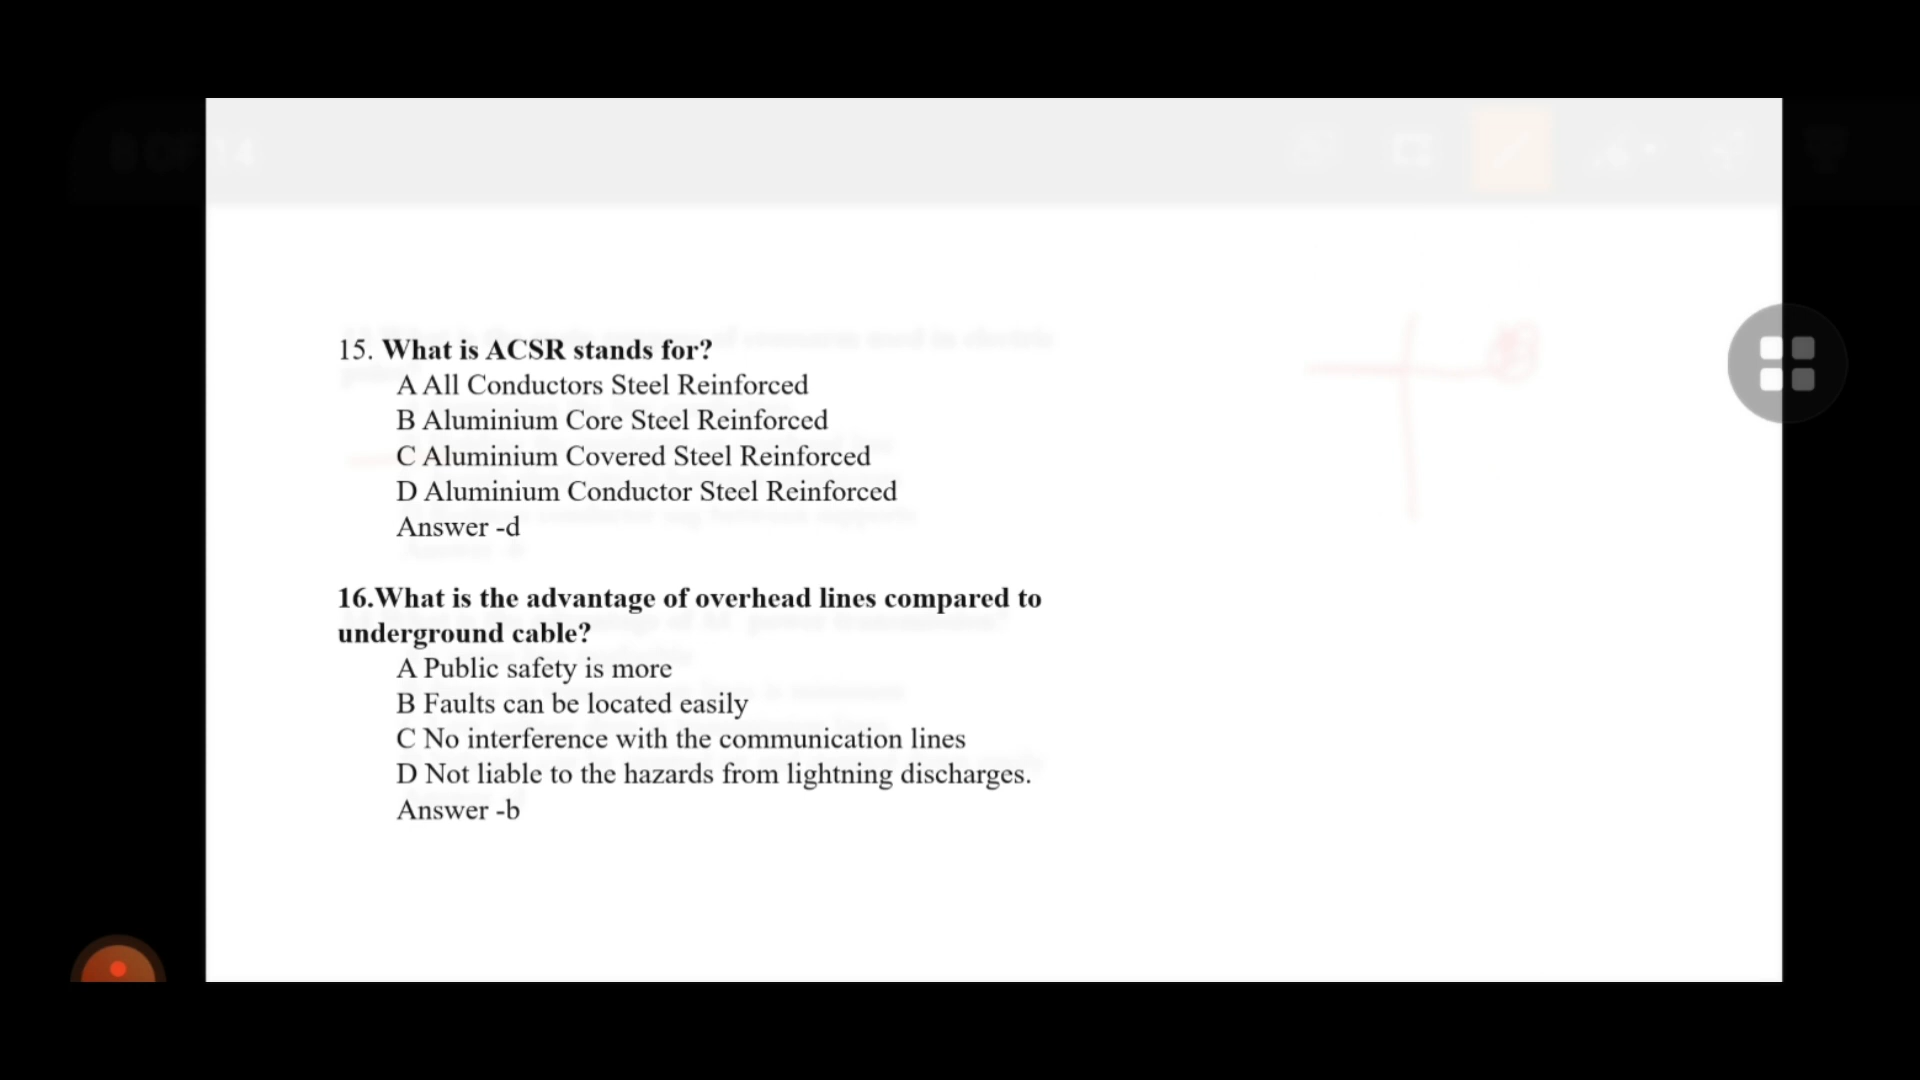 8 OF 14
15. What is ACSR stands for?
A All Conductors Steel Reinforced
B Aluminium Core Steel Reinforced
C Aluminium Covered Steel Reinforced
D Aluminium Conductor Steel Reinforced
Answer -d
16.What is the advantage of overhead lines compared to
underground cable?
A Public safety is more
B Faults can be located easily
C No interference with the communication lines
D Not liable to the hazards from lightning discharges.
Answer -b